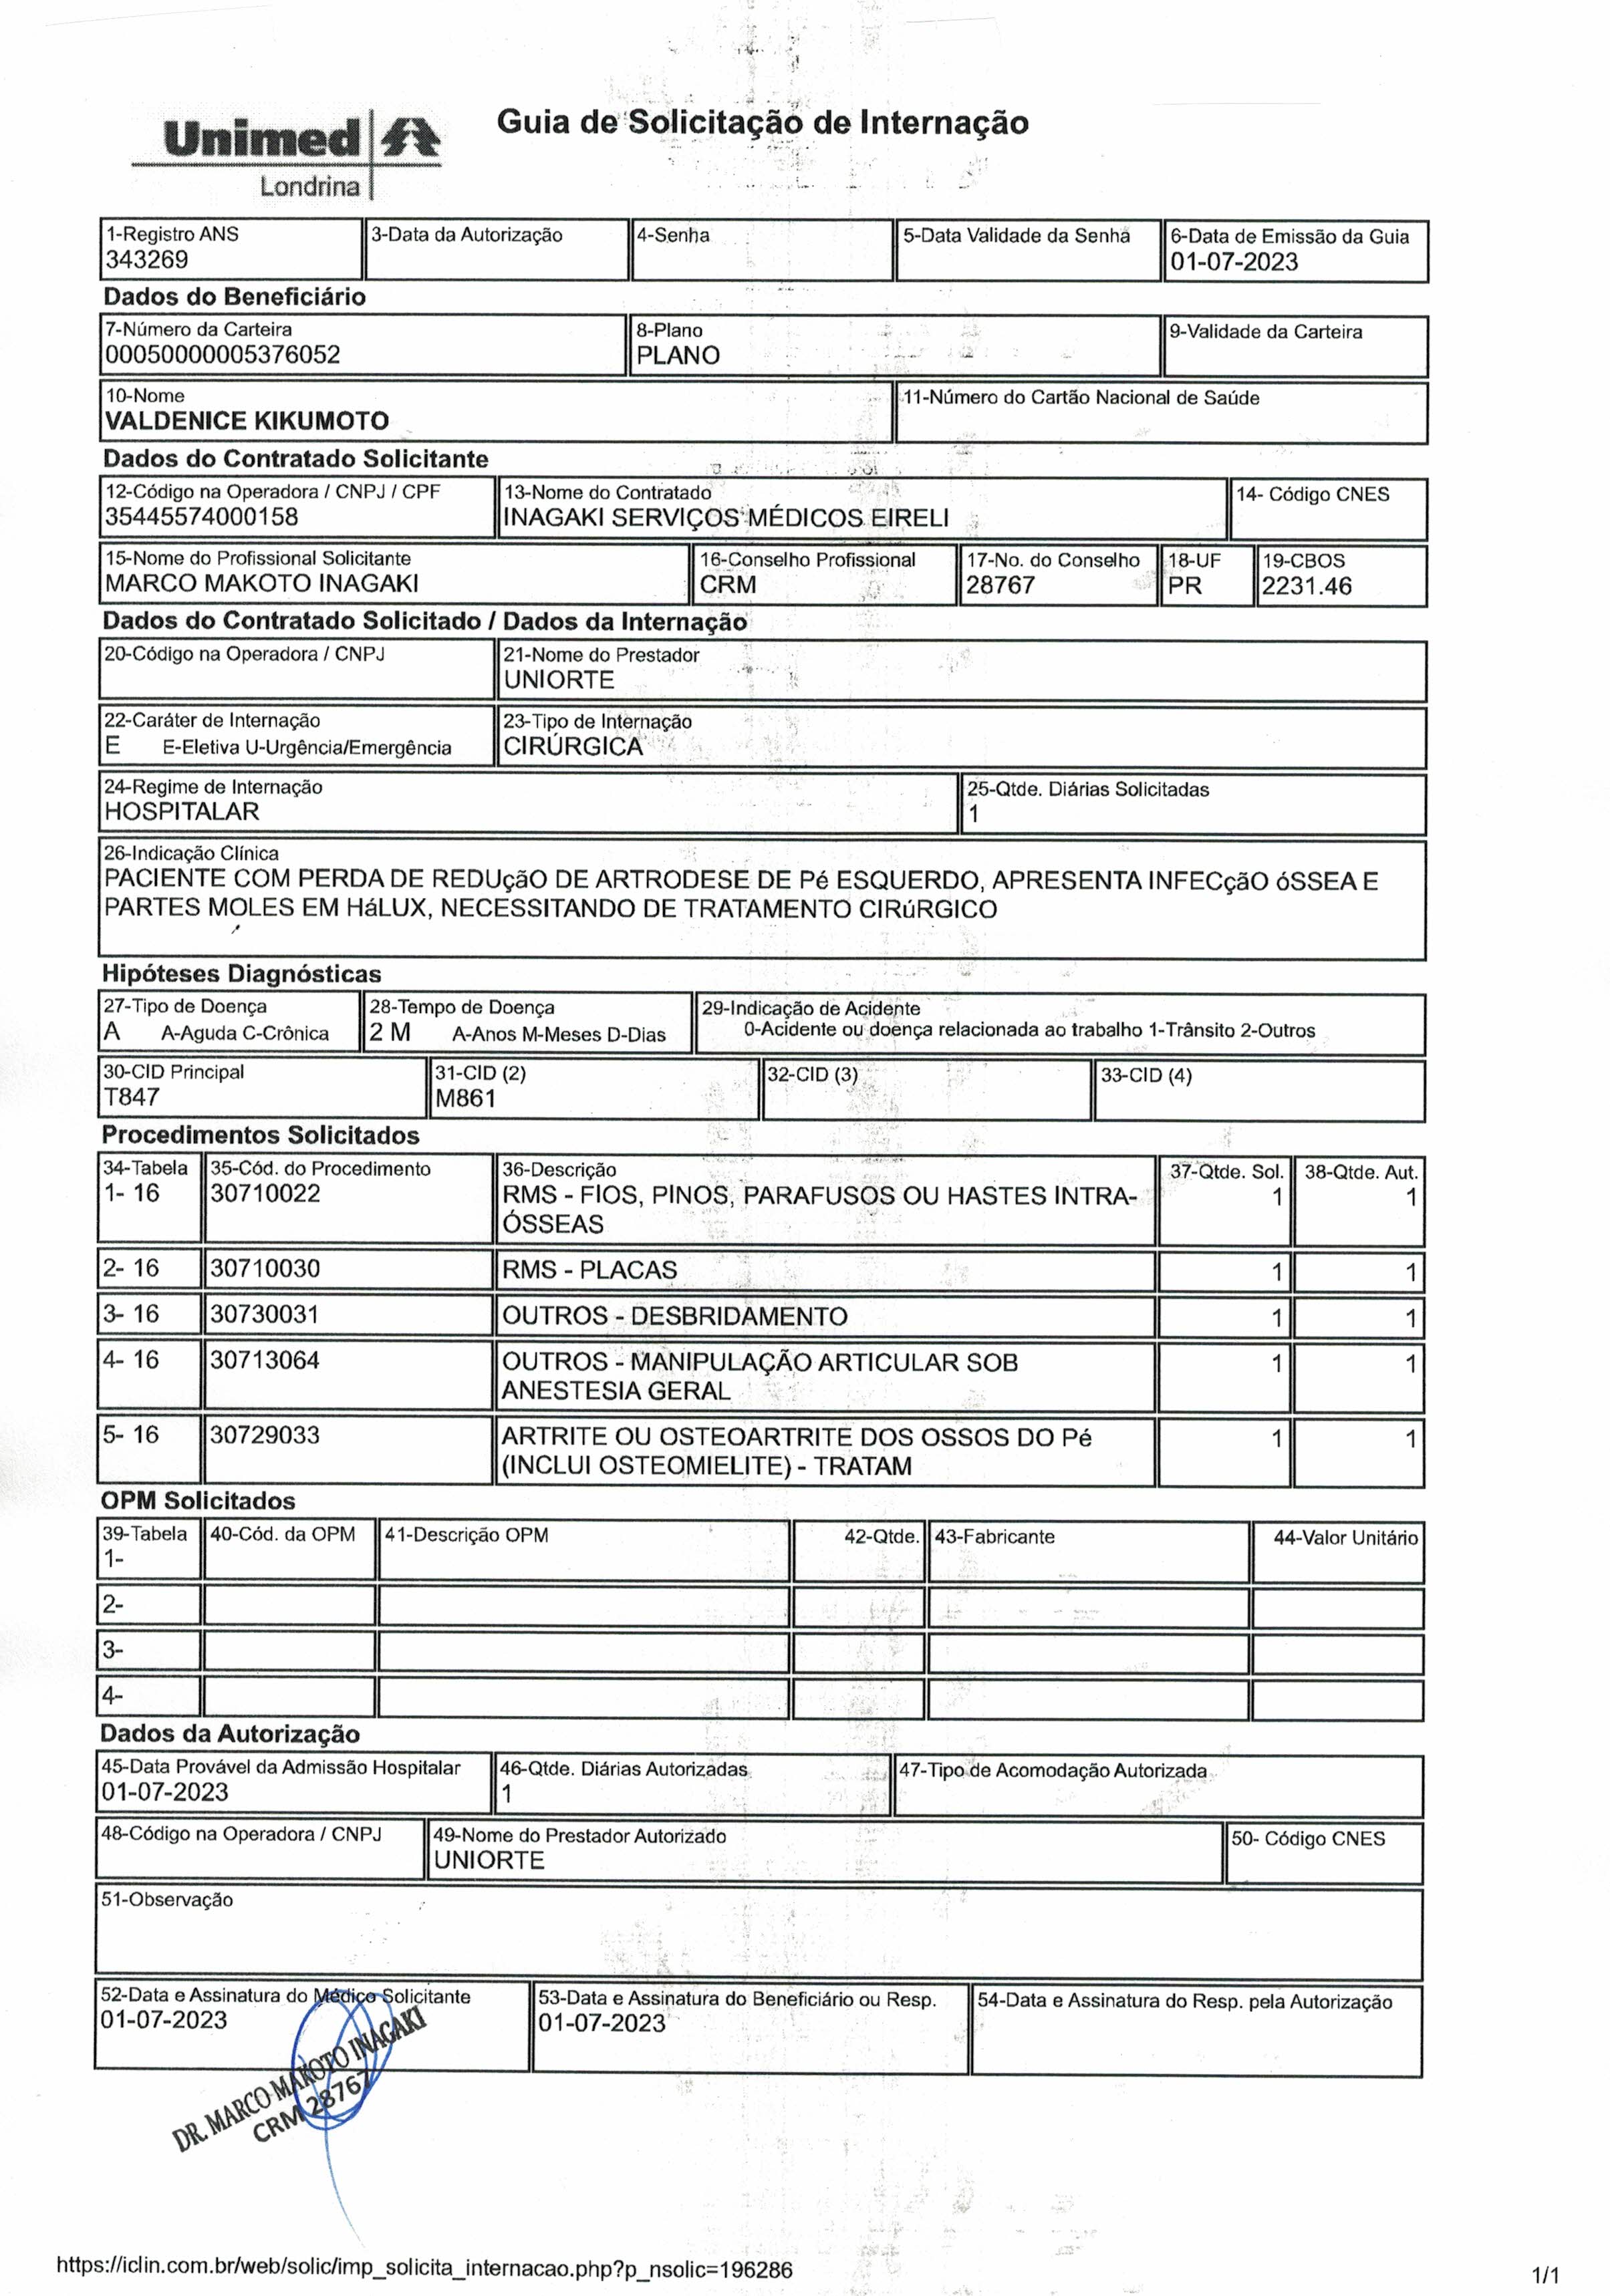 Unimed
Londrina
Guia de Solicitação de Internação
1-Registro ANS
343269
3-Data da Autorização
4-Senha
5-Data Validade da Senha
6-Data de Emissão da Guia
01-07-2023
Dados do Beneficiário
7-Número da Carteira
00050000005376052
8-Plano
PLANO
9-Validade da Carteira
10-Nome
VALDENICE KIKUMOTO
11-Número do Cartão Nacional de Saúde
Dados do Contratado Solicitante
12-Código na Operadora / CNPJ / CPF
35445574000158
13-Nome do Contratado
INAGAKI SERVIÇOS MÉDICOS EIRELI
14- Código CNES
15-Nome do Profissional Solicitante
MARCO MAKOTO INAGAKI
16-Conselho Profissional
CRM
17-No. do Conselho
28767
18-UF
PR
19-CBOS
2231.46
Dados do Contratado Solicitado / Dados da Internação
20-Código na Operadora / CNPJ
21-Nome do Prestador
UNIORTE
22-Caráter de Internação
E E-Eletiva U-Urgência/Emergência
23-Tipo de Internação
CIRÚRGICA
24-Regime de Internação
HOSPITALAR
25-Qtde. Diárias Solicitadas
1
26-Indicação Clínica
PACIENTE COM PERDA DE REDUçãO DE ARTRODESE DE Pé ESQUERDO, APRESENTA INFECçãO óSSEA E
PARTES MOLES EM HáLUX, NECESSITANDO DE TRATAMENTO CIRúRGICO
Hipóteses Diagnósticas
27-Tipo de Doença
A A-Aguda C-Crônica
28-Tempo de Doença
2 M A-Anos M-Meses D-Dias
29-Indicação de Acidente
0-Acidente ou doença relacionada ao trabalho 1-Trânsito 2-Outros
30-CID Principal
T847
31-CID (2)
M861
32-CID (3)
33-CID (4)
Procedimentos Solicitados
34-Tabela 35-Cód. do Procedimento 36-Descrição 37-Qtde. Sol. 38-Qtde. Aut.
1- 16 30710022 RMS - FIOS, PINOS, PARAFUSOS OU HASTES INTRA- 1 1
ÓSSEAS
2- 16 30710030 RMS - PLACAS 1 1
3- 16 30730031 OUTROS - DESBRIDAMENTO 1 1
4- 16 30713064 OUTROS - MANIPULAÇÃO ARTICULAR SOB 1 1
ANESTESIA GERAL
5- 16 30729033 ARTRITE OU OSTEOARTRITE DOS OSSOS DO Pé 1 1
(INCLUI OSTEOMIELITE) - TRATAM
OPM Solicitados
39-Tabela 40-Cód. da OPM 41-Descrição OPM 42-Qtde. 43-Fabricante 44-Valor Unitário
1-
2-
3-
4-
Dados da Autorização
45-Data Provável da Admissão Hospitalar
01-07-2023
46-Qtde. Diárias Autorizadas
1
47-Tipo de Acomodação Autorizada
48-Código na Operadora / CNPJ
49-Nome do Prestador Autorizado
UNIORTE
50- Código CNES
51-Observação
52-Data e Assinatura do Médico Solicitante
01-07-2023
53-Data e Assinatura do Beneficiário ou Resp.
01-07-2023
54-Data e Assinatura do Resp. pela Autorização
DR. MARCO MAKOTO INAGAKI
CRM 28767
https://iclin.com.br/web/solic/imp_solicita_internacao.php?p_nsolic=196286
1/1